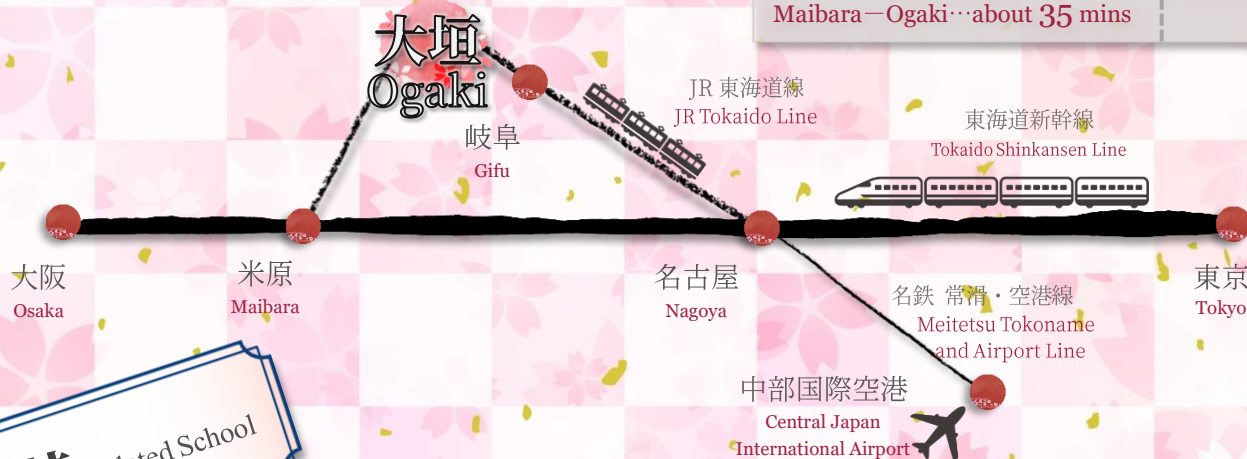 Maibara－Ogaki…about 35 mins
大垣
Ogaki
JR 東海道線
JR Tokaido Line
東海道新幹線
Tokaido Shinkansen Line
岐阜
Gifu
大阪
Osaka
米原
Maibara
名古屋
Nagoya
東京
Tokyo
名鉄 常滑・空港線
Meitetsu Tokoname
and Airport Line
中部国際空港
Central Japan
International Airport
School